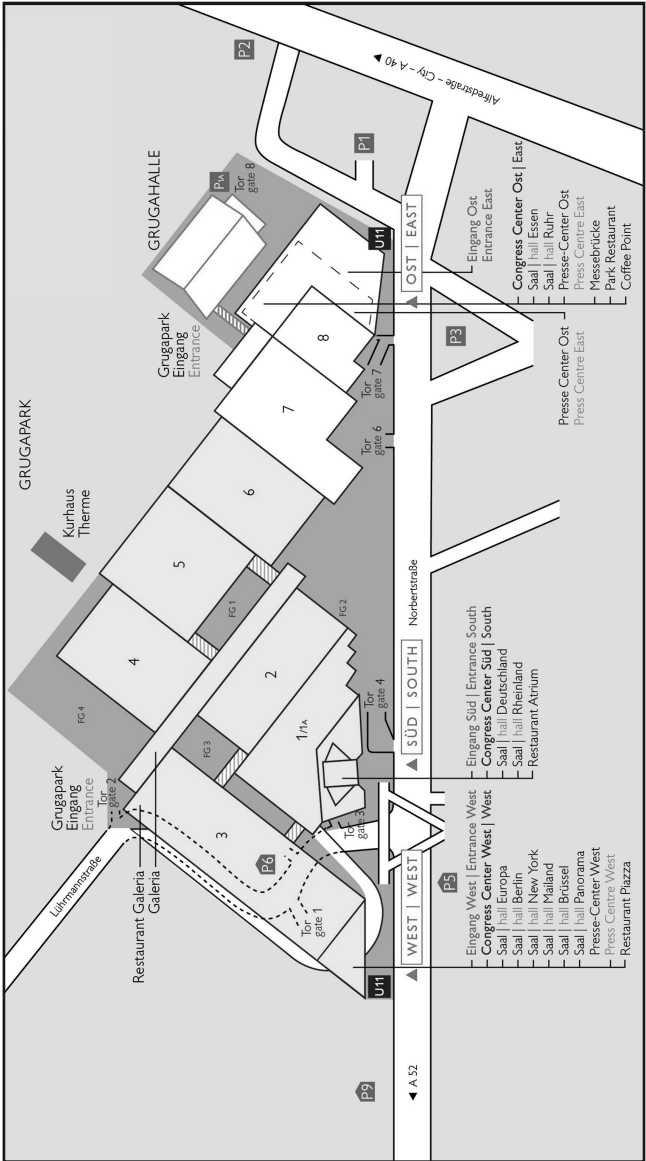 P2
Alfredstraße – City – A 40
P1
GRUGAHALLE
P1A
Tor
gate 8
U11
OST | EAST
Eingang Ost
Entrance East
Congress Center Ost | East
Saal | hall Essen
Saal | hall Ruhr
Presse-Center Ost
Press Centre East
Messebrücke
Park Restaurant
Coffee Point
Grugapark
Eingang
Entrance
8
Tor
gate 7
P3
Presse Center Ost
Press Centre East
7
Tor
gate 6
GRUGAPARK
Kurhaus
Therme
6
5
4
FG 1
FG 2
FG 4
FG 3
2
1/1A
3
Norbertstraße
Tor
gate 4
SÜD | SOUTH
Eingang Süd | Entrance South
Congress Center Süd | South
Saal | hall Deutschland
Saal | hall Rheinland
Restaurant Atrium
Grugapark
Eingang
Entrance
Tor
gate 2
Lührmannstraße
Restaurant Galeria
Galeria
P6
Tor
gate 3
Tor
gate 1
P5
WEST | WEST
Eingang West | Entrance West
Congress Center West | West
Saal | hall Europa
Saal | hall Berlin
Saal | hall New York
Saal | hall Mailand
Saal | hall Brüssel
Saal | hall Panorama
Presse-Center West
Press Centre West
Restaurant Piazza
U11
P9
A 52